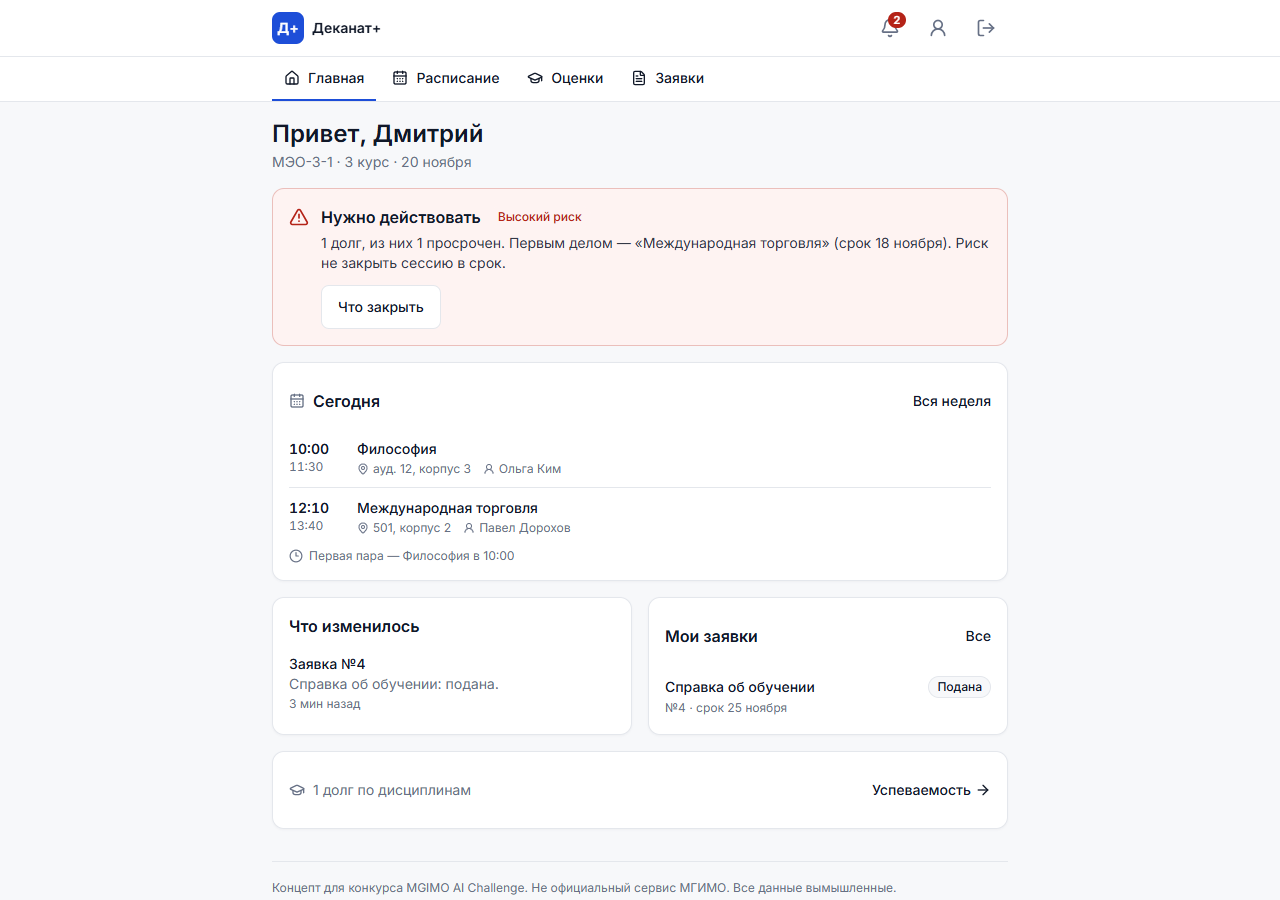 Д+ Деканат+ 2
Главная Расписание Оценки Заявки
Привет, Дмитрий
МЭО-3-1 · 3 курс · 20 ноября
Нужно действовать Высокий риск
1 долг, из них 1 просрочен. Первым делом — «Международная торговля» (срок 18 ноября). Риск
не закрыть сессию в срок.
Что закрыть
Сегодня Вся неделя
10:00 Философия
11:30 ауд. 12, корпус 3 Ольга Ким
12:10 Международная торговля
13:40 501, корпус 2 Павел Дорохов
Первая пара — Философия в 10:00
Что изменилось
Заявка №4
Справка об обучении: подана.
3 мин назад
Мои заявки Все
Справка об обучении Подана
№4 · срок 25 ноября
1 долг по дисциплинам Успеваемость →
Концепт для конкурса MGIMO AI Challenge. Не официальный сервис МГИМО. Все данные вымышленные.